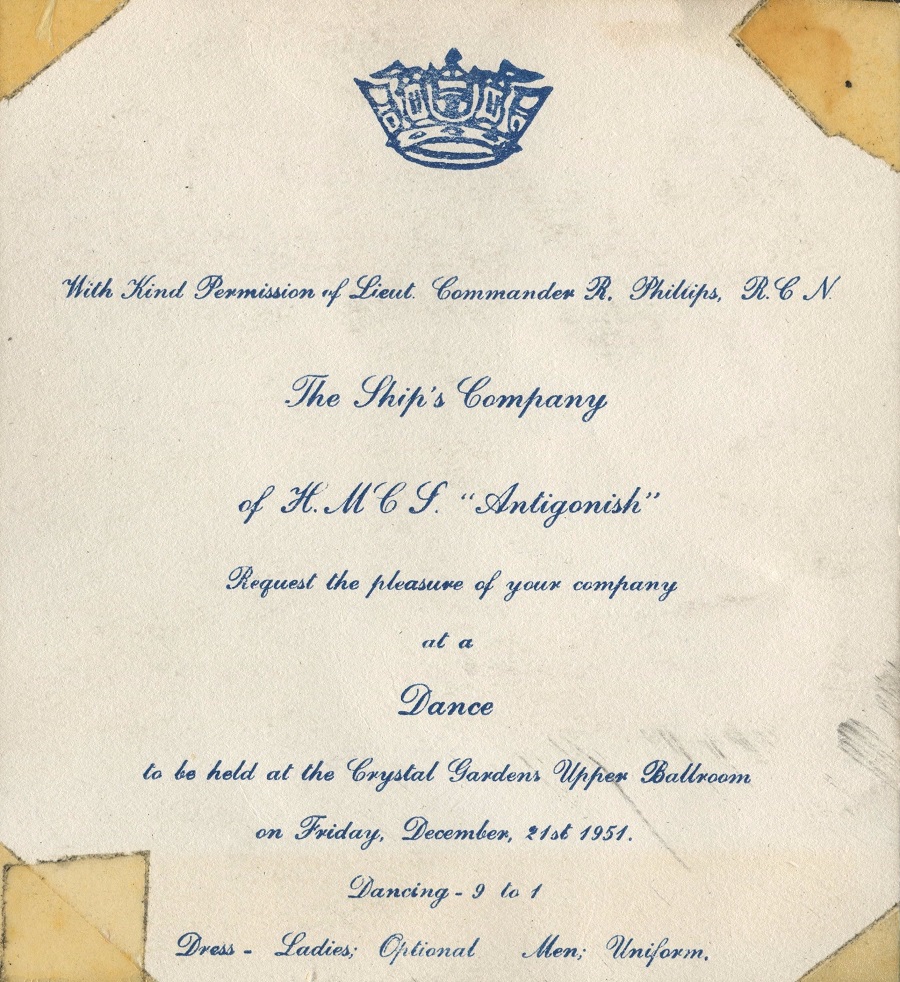 With Kind Permission of Lieut. Commander R. Phillips, R.C N.
The Ship's Company
of H.M C S. "Antigonish"
Request the pleasure of your company
at a
Dance
to be held at the Crystal Gardens Upper Ballroom
on Friday, December, 21st 1951.
Dancing - 9 to 1
Dress - Ladies; Optional Men; Uniform.